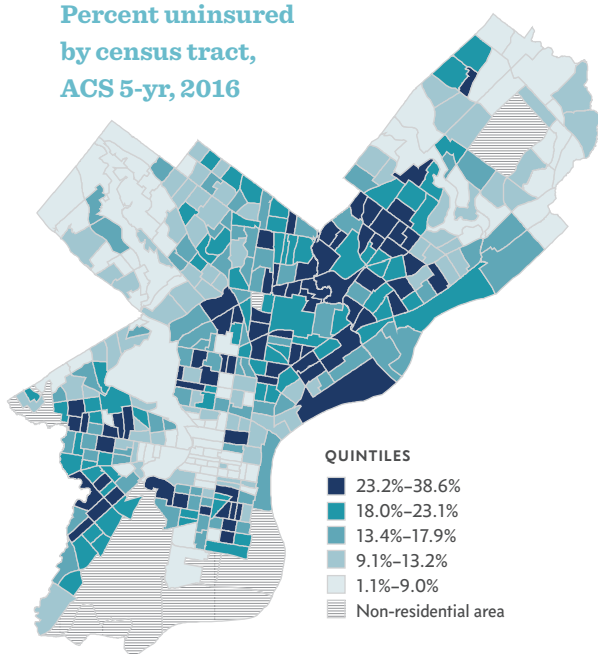 Percent uninsured
by census tract,
ACS 5-yr, 2016
QUINTILES
23.2%–38.6%
18.0%–23.1%
13.4%–17.9%
9.1%–13.2%
1.1%–9.0%
Non-residential area